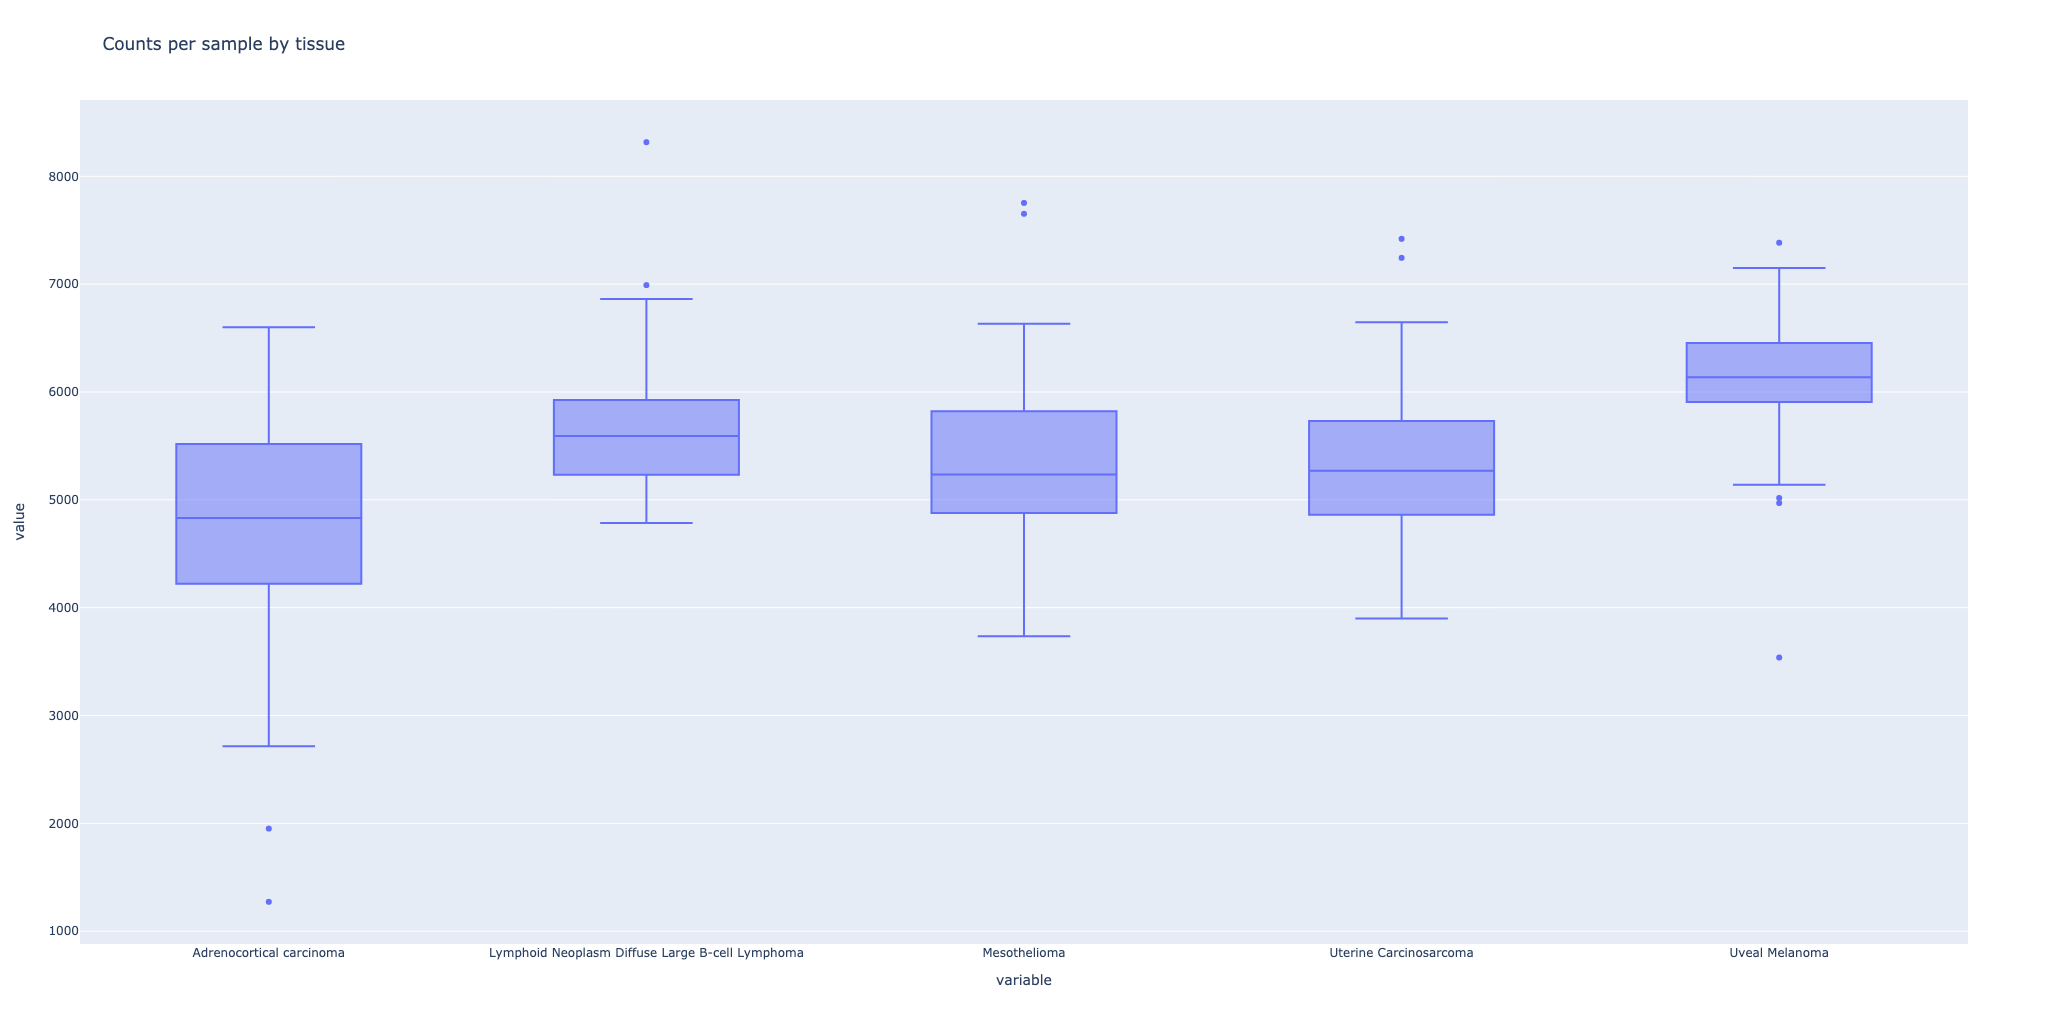 Counts per sample by tissue
value
8000
7000
6000
5000
4000
3000
2000
1000
Adrenocortical carcinoma
Lymphoid Neoplasm Diffuse Large B-cell Lymphoma
Mesothelioma
Uterine Carcinosarcoma
Uveal Melanoma
variable